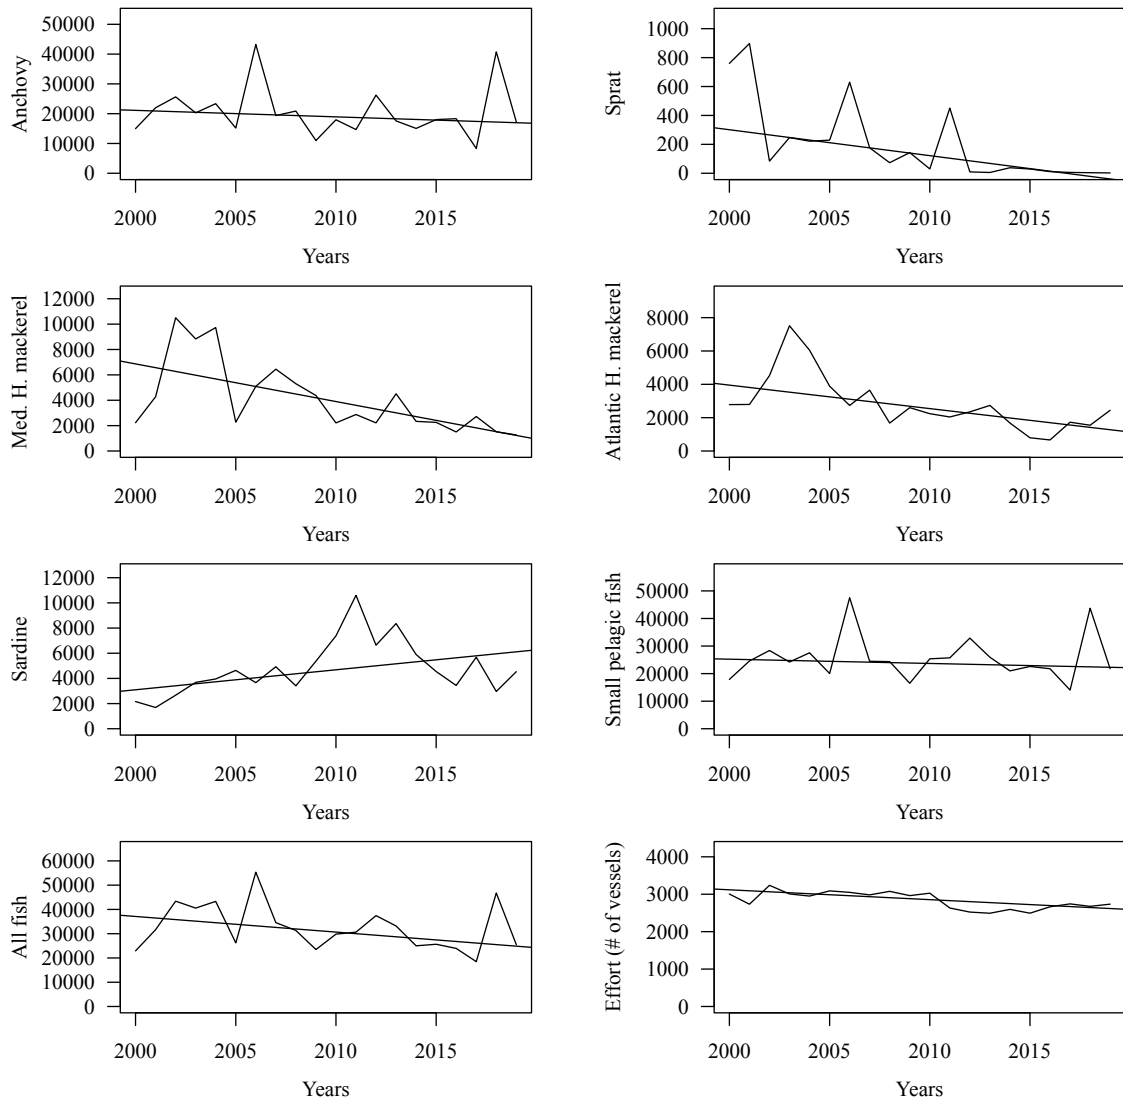 Anchovy
50000
40000
30000
20000
10000
0
2000 2005 2010 2015
Years
Sprat
1000
800
600
400
200
0
2000 2005 2010 2015
Years
Med. H. mackerel
12000
10000
8000
6000
4000
2000
0
2000 2005 2010 2015
Years
Atlantic H. mackerel
8000
6000
4000
2000
0
2000 2005 2010 2015
Years
Sardine
12000
10000
8000
6000
4000
2000
0
2000 2005 2010 2015
Years
Small pelagic fish
50000
40000
30000
20000
10000
0
2000 2005 2010 2015
Years
All fish
60000
50000
40000
30000
20000
10000
0
2000 2005 2010 2015
Years
Effort (# of vessels)
4000
3000
2000
1000
0
2000 2005 2010 2015
Years